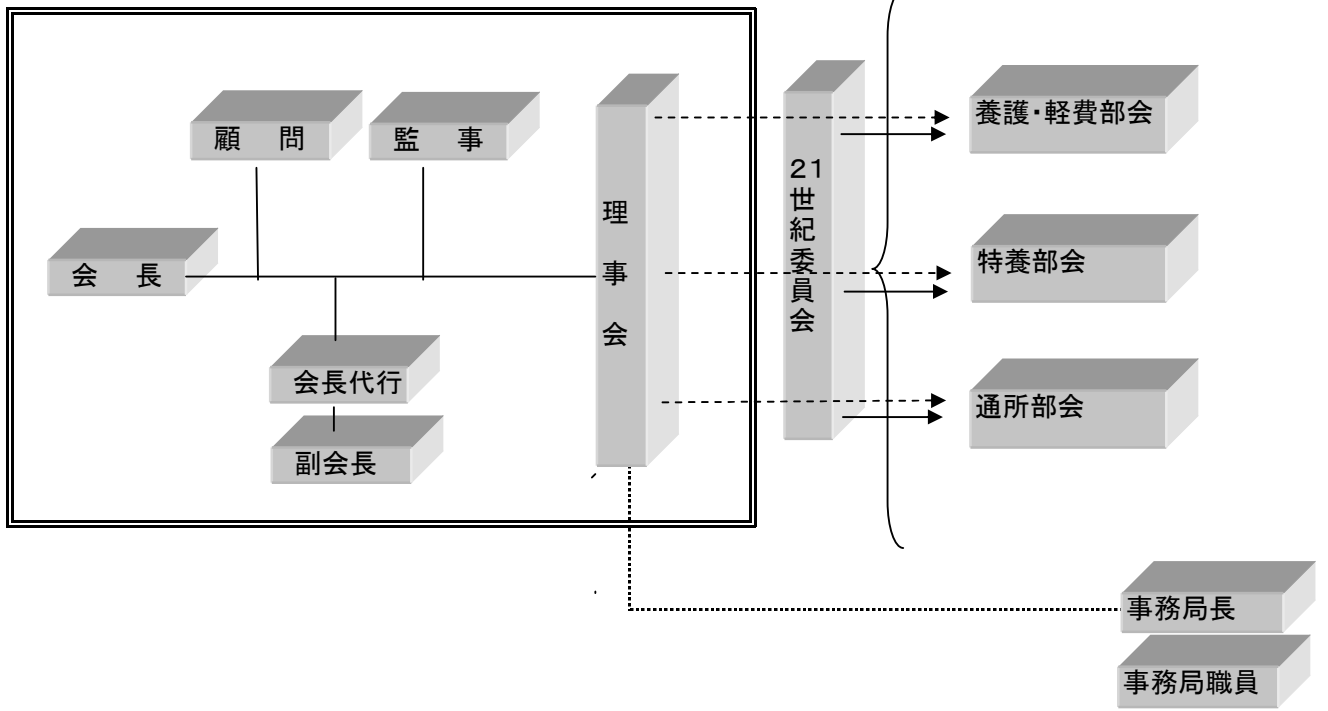 顧　問
監　事
会　長
会長代行
副会長
理事会
２１世紀委員会
養護・軽費部会
特養部会
通所部会
事務局長
事務局職員